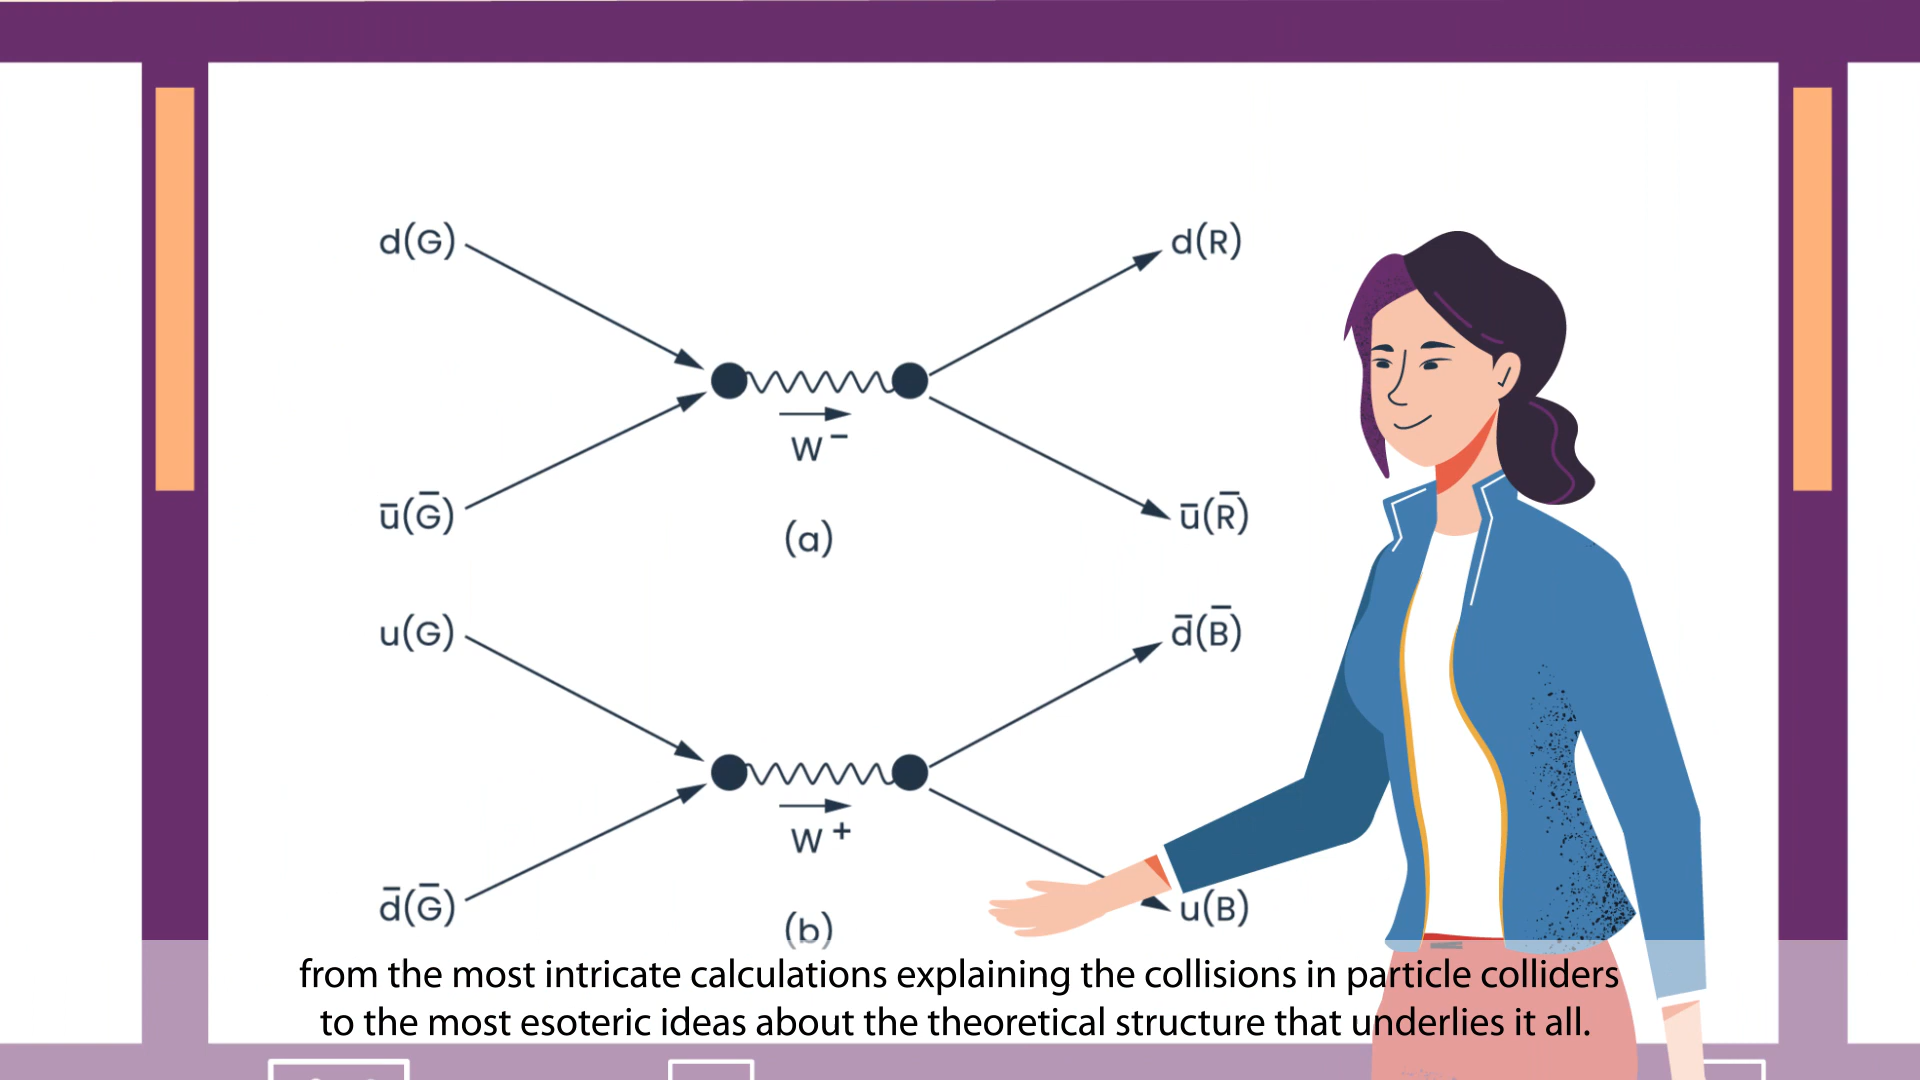 d(G) d(R)
W⁻
ū(G̅) ū(R̅)
(a)
u(G) d̅(B̅)
W⁺
d̅(G̅) u(B)
(b)
from the most intricate calculations explaining the collisions in particle colliders
to the most esoteric ideas about the theoretical structure that underlies it all.